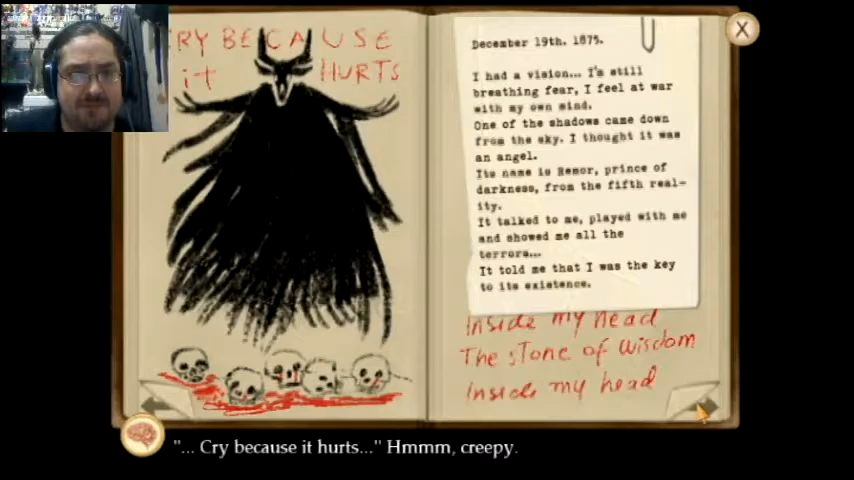 RY BECAUSE
it HURTS
December 19th. 1875.
I had a vision... I'm still
breathing fear, I feel at war
with my own mind.
One of the shadows came down
from the sky. I thought it was
an angel.
Its name is Remor, prince of
darkness, from the fifth real-
ity.
It talked to me, played with me
and showed me all the
terrors...
It told me that I was the key
to its existence.
Inside my head
The stone of Wisdom
Inside my head
"... Cry because it hurts..." Hmmm, creepy.